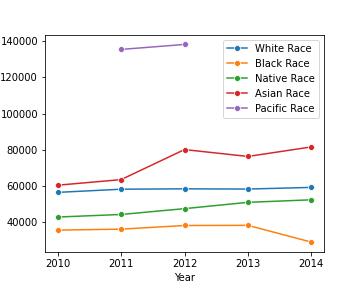 140000
120000
100000
80000
60000
40000
White Race
Black Race
Native Race
Asian Race
Pacific Race
2010 2011 2012 2013 2014
Year